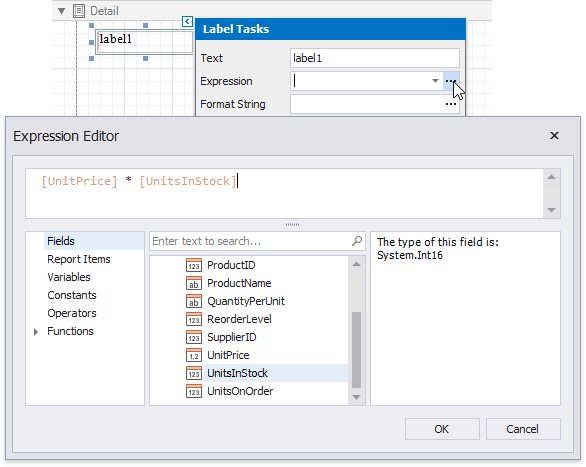 Detail
label1
Label Tasks
Text
label1
Expression
Format String
Expression Editor
[UnitPrice] * [UnitsInStock]
Fields
Report Items
Variables
Constants
Operators
Functions
Enter text to search...
123 ProductID
ab ProductName
ab QuantityPerUnit
123 ReorderLevel
123 SupplierID
1.2 UnitPrice
123 UnitsInStock
123 UnitsOnOrder
The type of this field is:
System.Int16
OK
Cancel